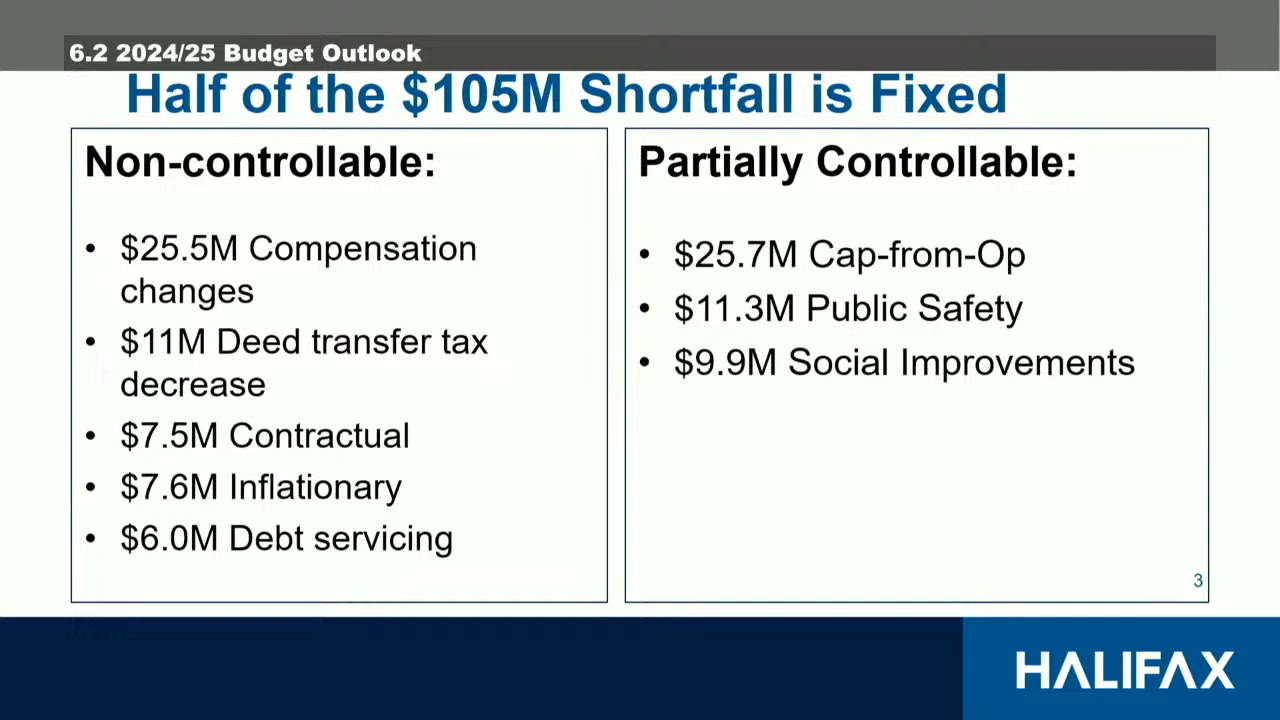 6.2 2024/25 Budget Outlook
Half of the $105M Shortfall is Fixed
Non-controllable:
• $25.5M Compensation
changes
• $11M Deed transfer tax
decrease
• $7.5M Contractual
• $7.6M Inflationary
• $6.0M Debt servicing
Partially Controllable:
• $25.7M Cap-from-Op
• $11.3M Public Safety
• $9.9M Social Improvements
3
HALIFAX